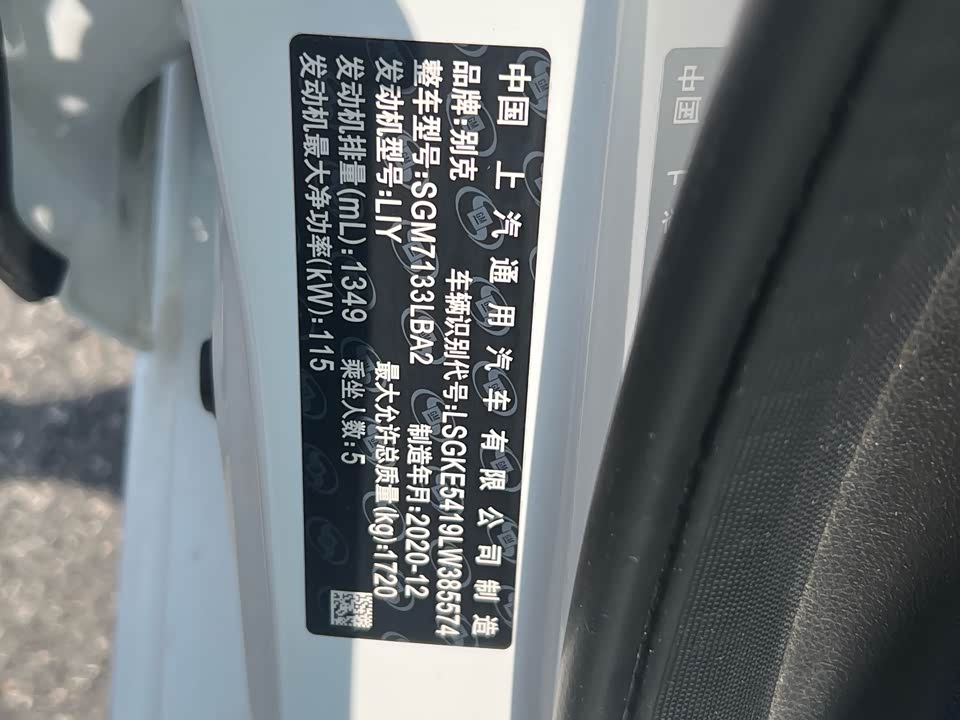 中国 上汽通用汽车有限公司制造
品牌:别克 车辆识别代号:LSGKE5419LW385574
整车型号:SGM7133LBA2 制造年月:2020-12
发动机型号:LIY 最大允许总质量(kg):1720
发动机排量(mL):1349 乘坐人数:5
发动机最大净功率(kW):115
中国 上